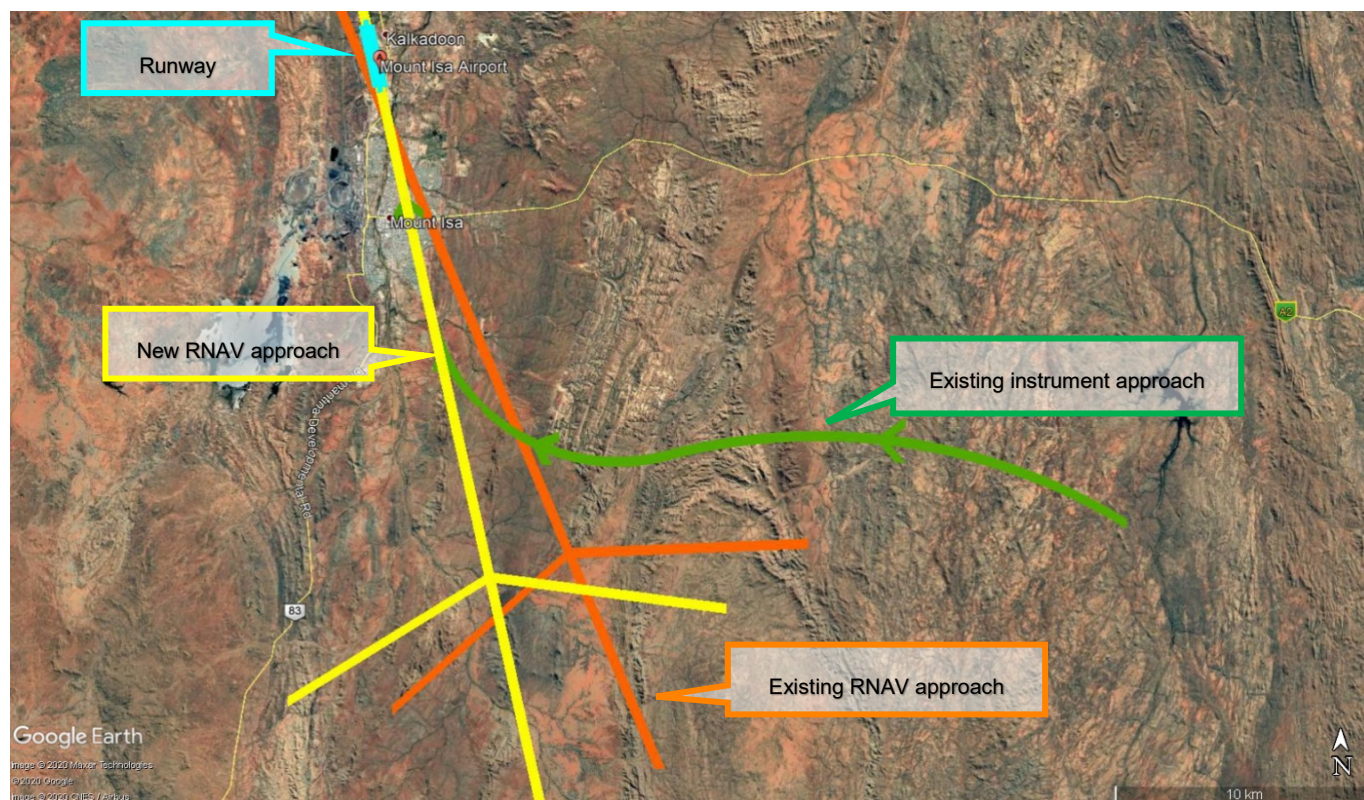 Kalkadoon
Mount Isa Airport
Runway
Mount Isa
A2
New RNAV approach
Existing instrument approach
83
Existing RNAV approach
Google Earth
Image © 2020 Maxar Technologies
© 2020 Google
Image © 2020 CNES / Airbus
N
10 km